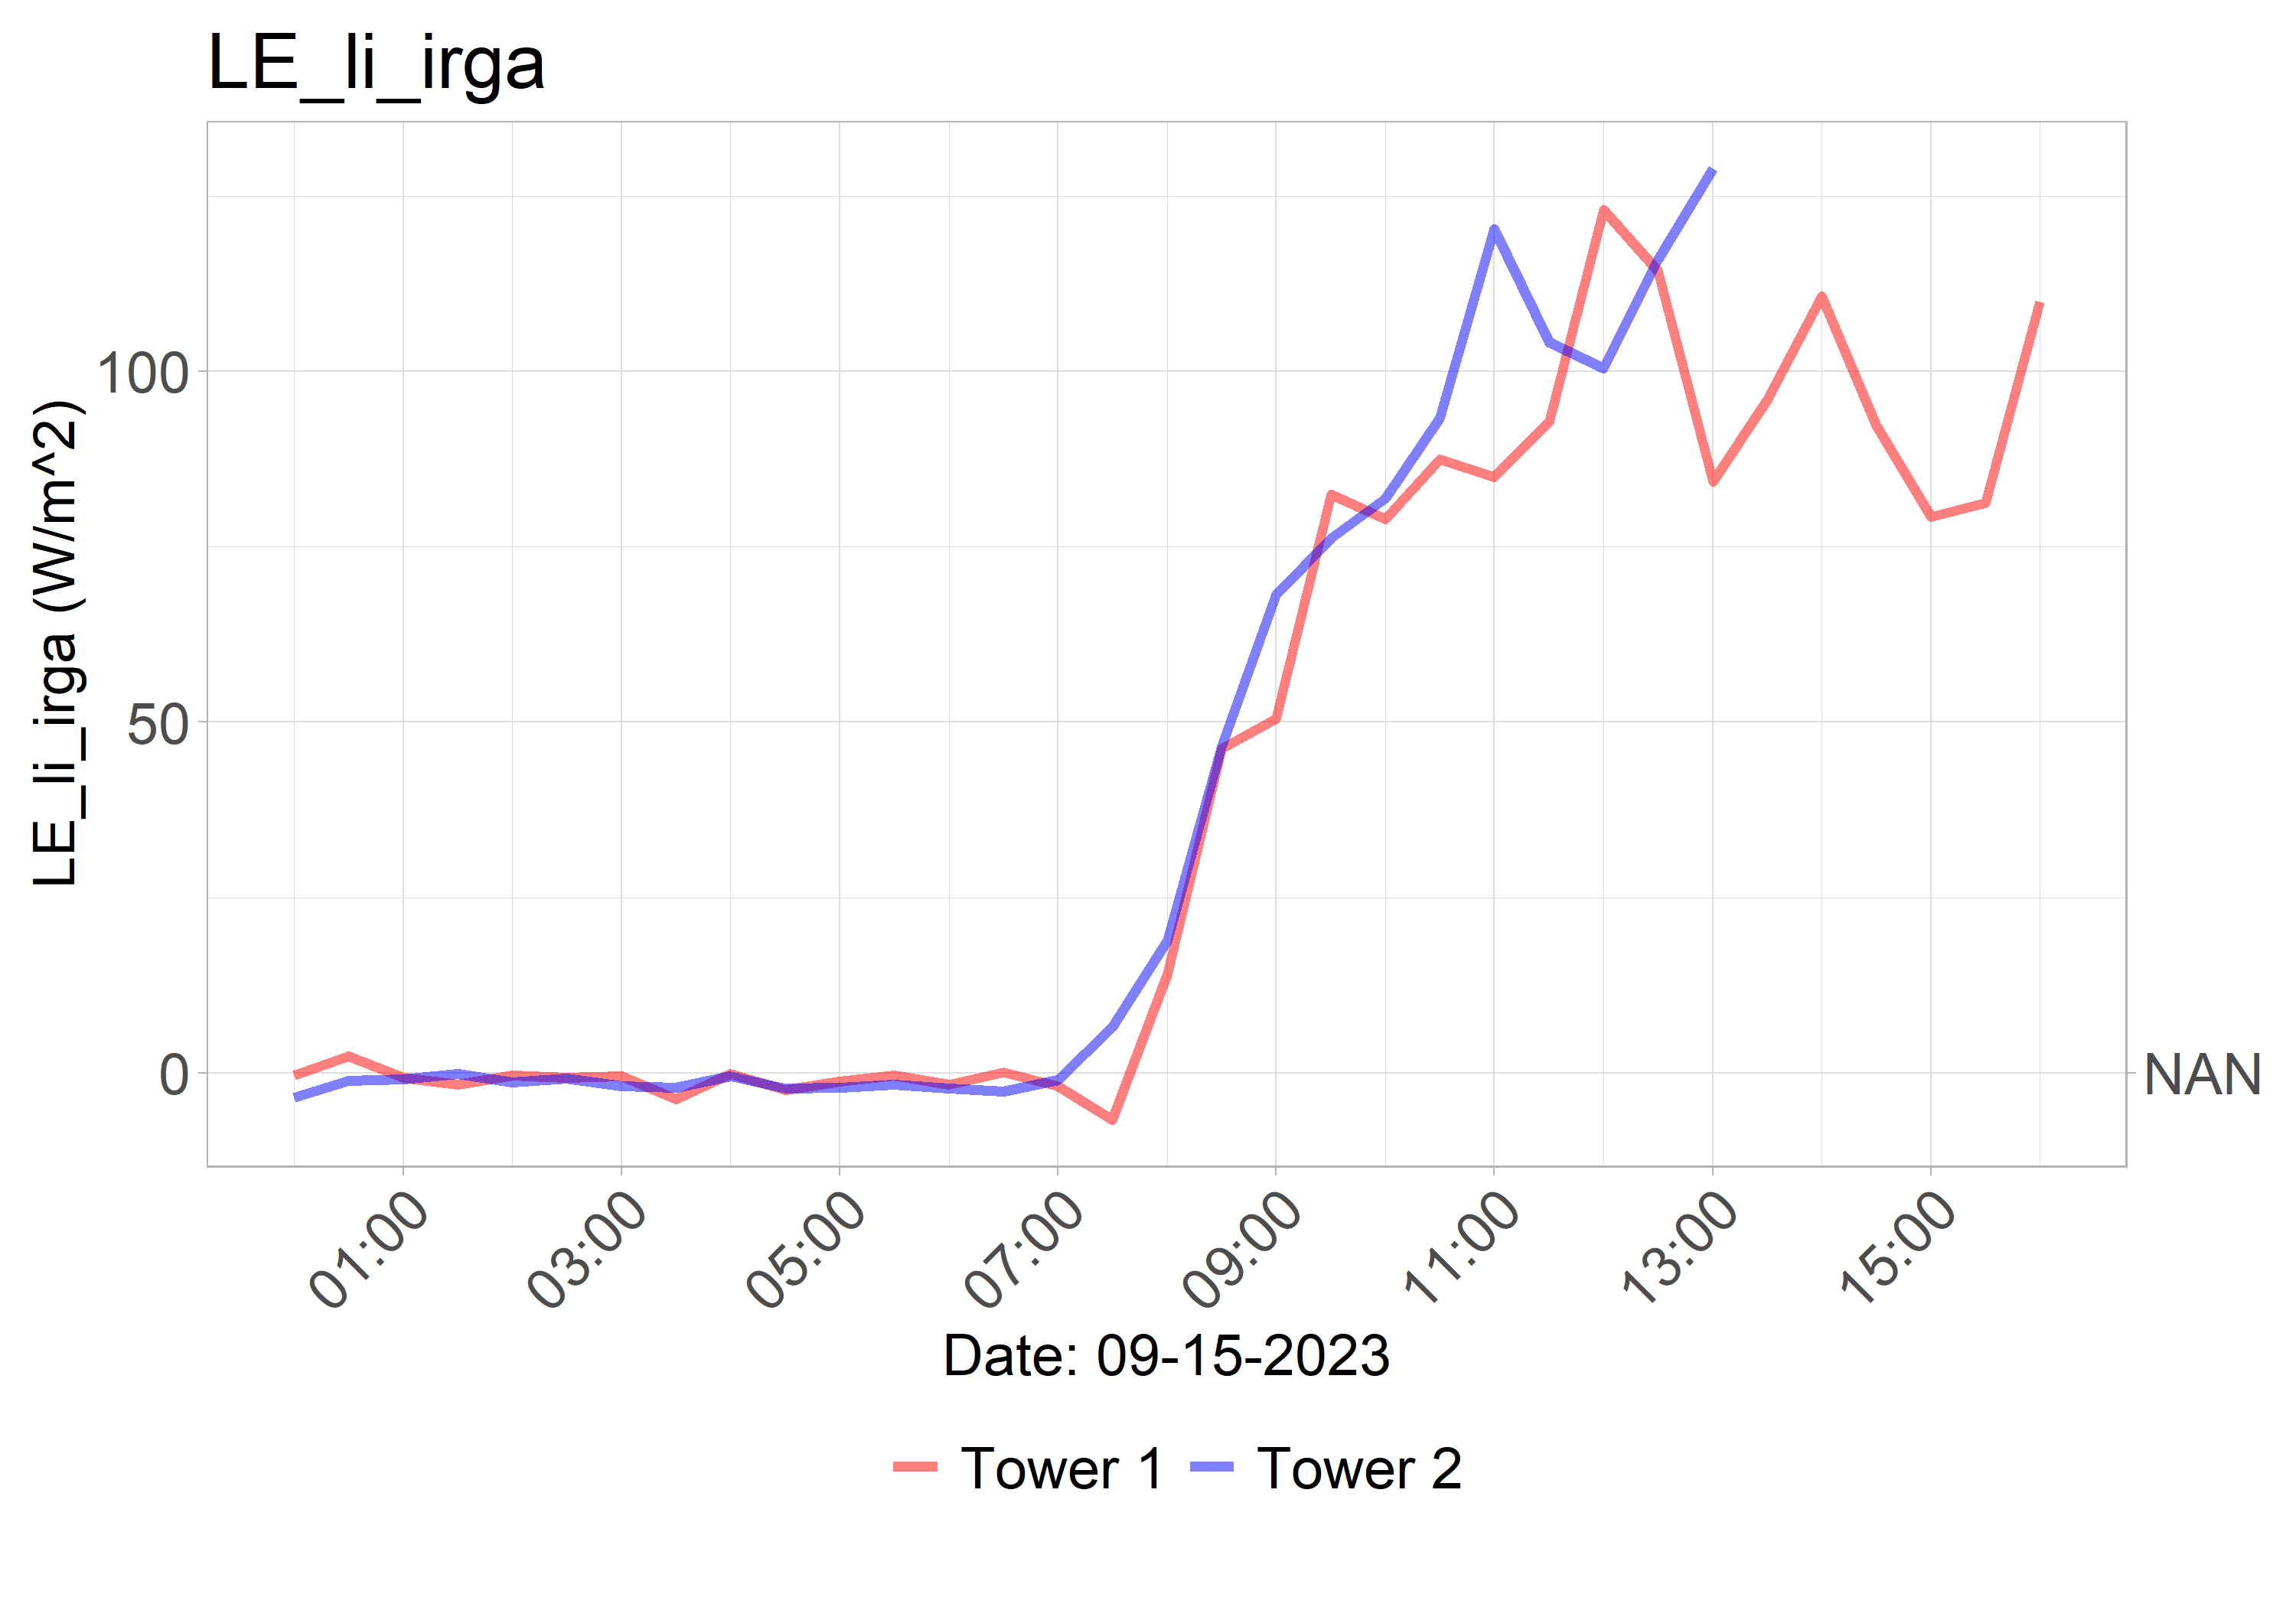 LE_li_irga
LE_li_irga (W/m^2)
100
50
0
NAN
01:00
03:00
05:00
07:00
09:00
11:00
13:00
15:00
Date: 09-15-2023
Tower 1
Tower 2